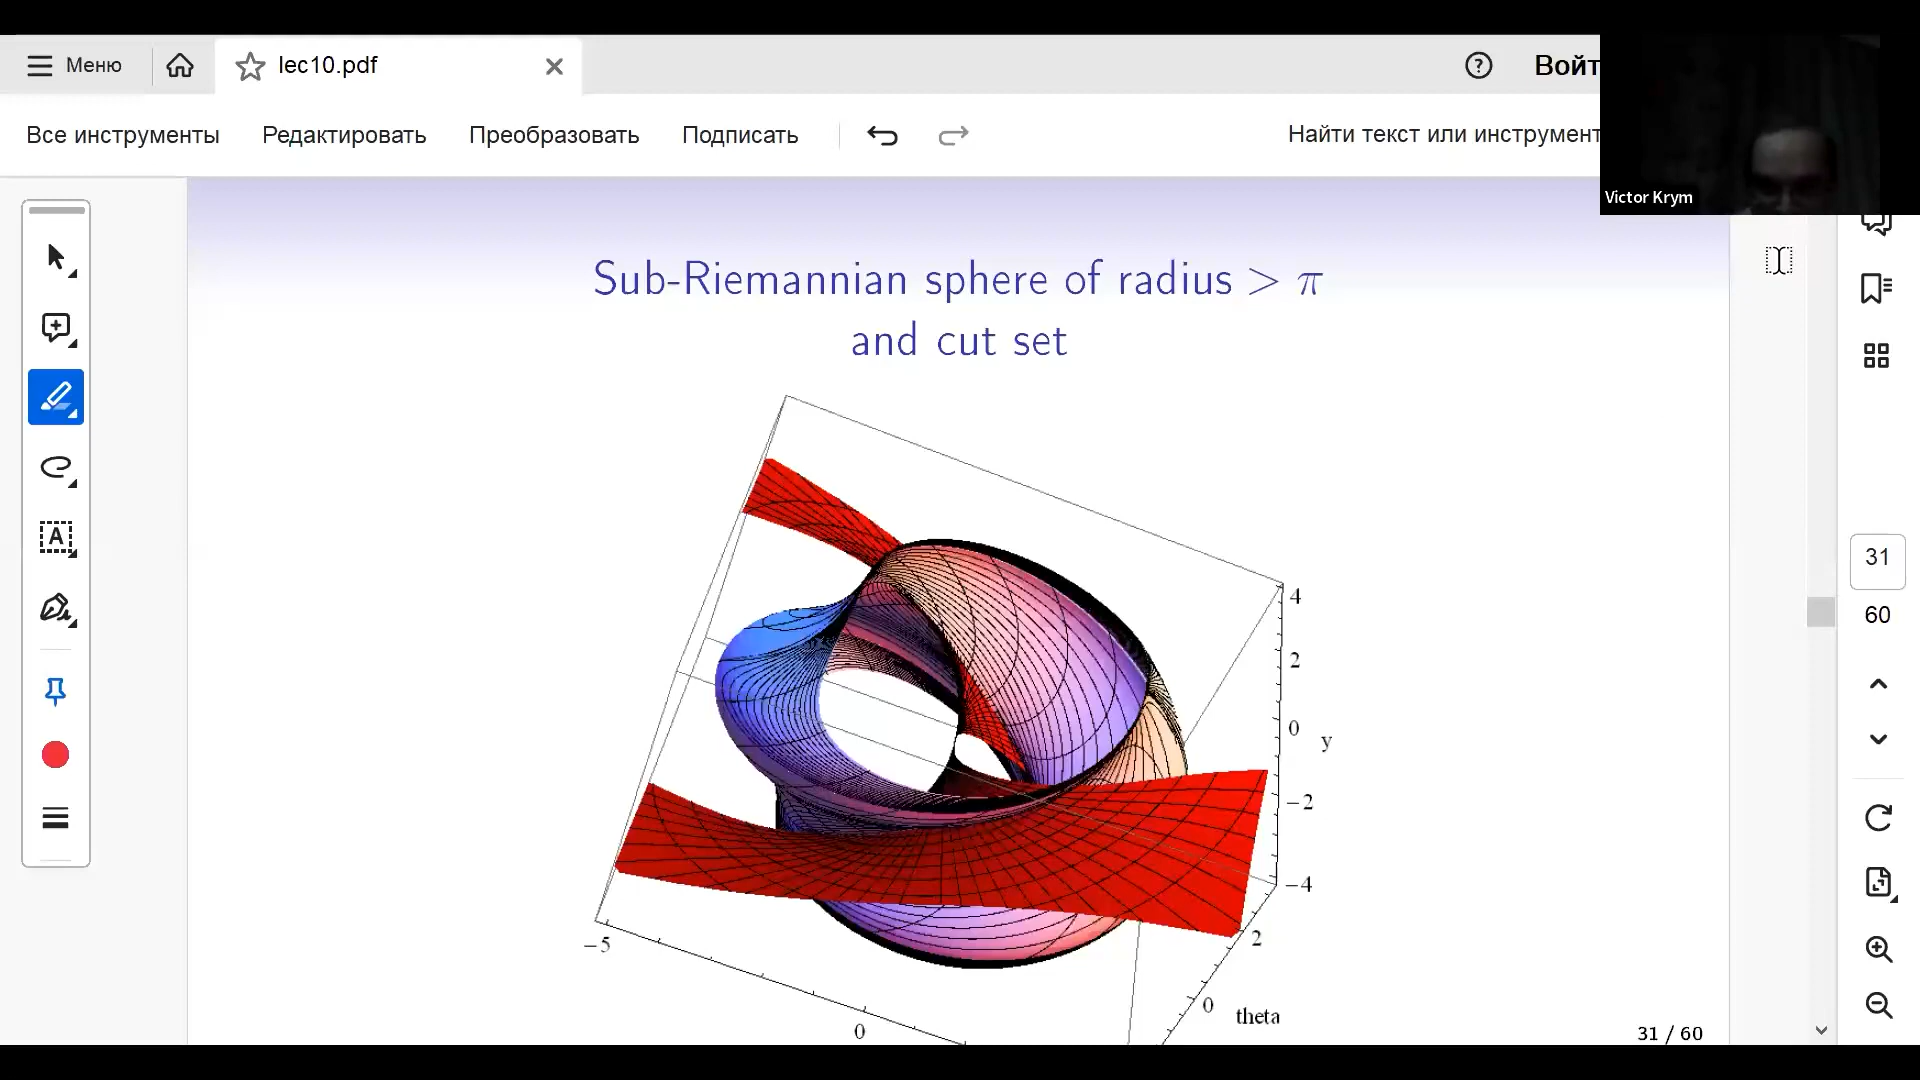 Меню
lec10.pdf
Войт
Все инструменты
Редактировать
Преобразовать
Подписать
Найти текст или инструмент
Victor Krym
Sub-Riemannian sphere of radius > π
and cut set
4
2
0
y
−2
−4
2
0
theta
−5
0
31
60
31 / 60